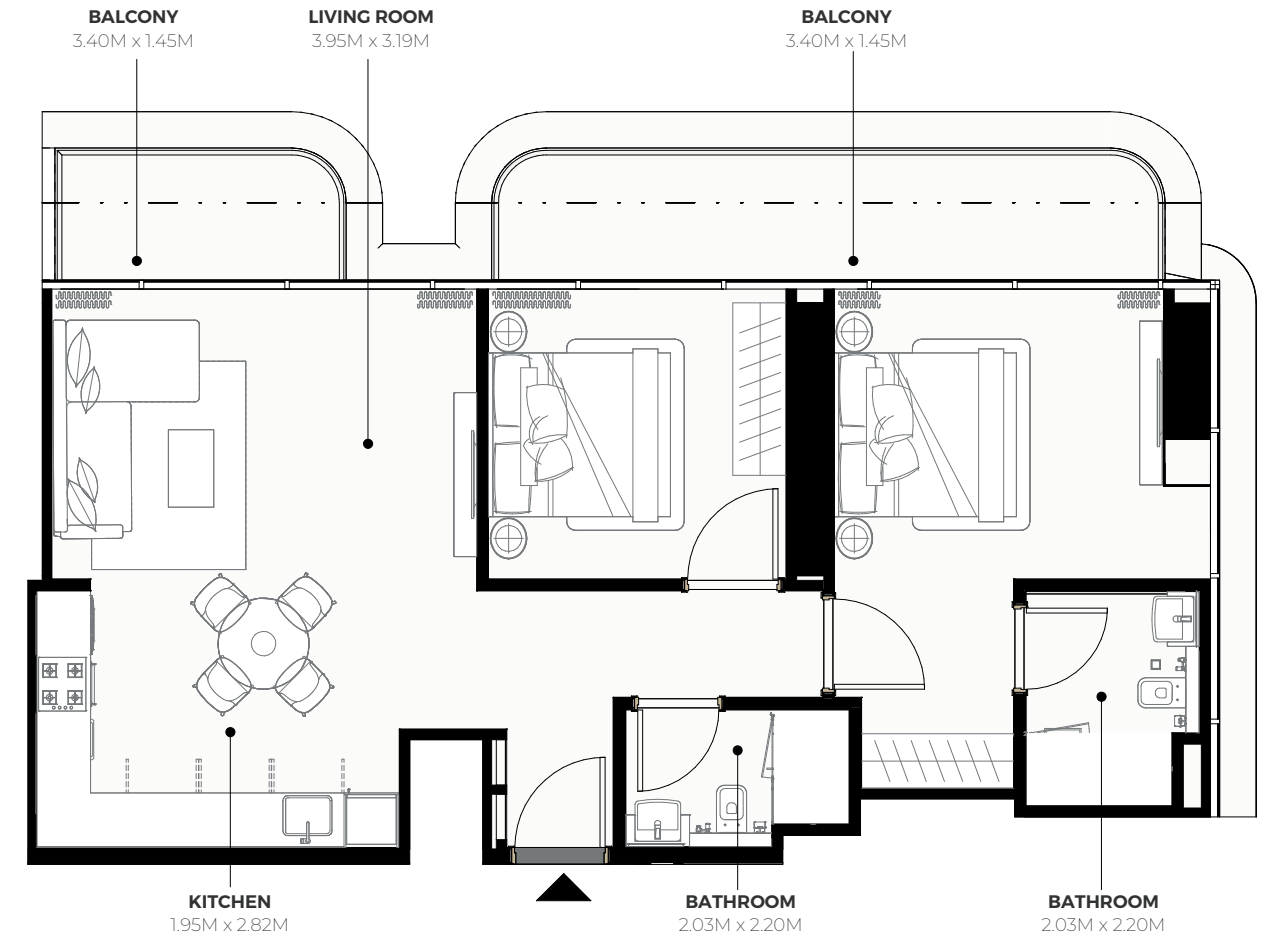 BALCONY
3.40M x 1.45M
LIVING ROOM
3.95M x 3.19M
BALCONY
3.40M x 1.45M
KITCHEN
1.95M x 2.82M
BATHROOM
2.03M x 2.20M
BATHROOM
2.03M x 2.20M